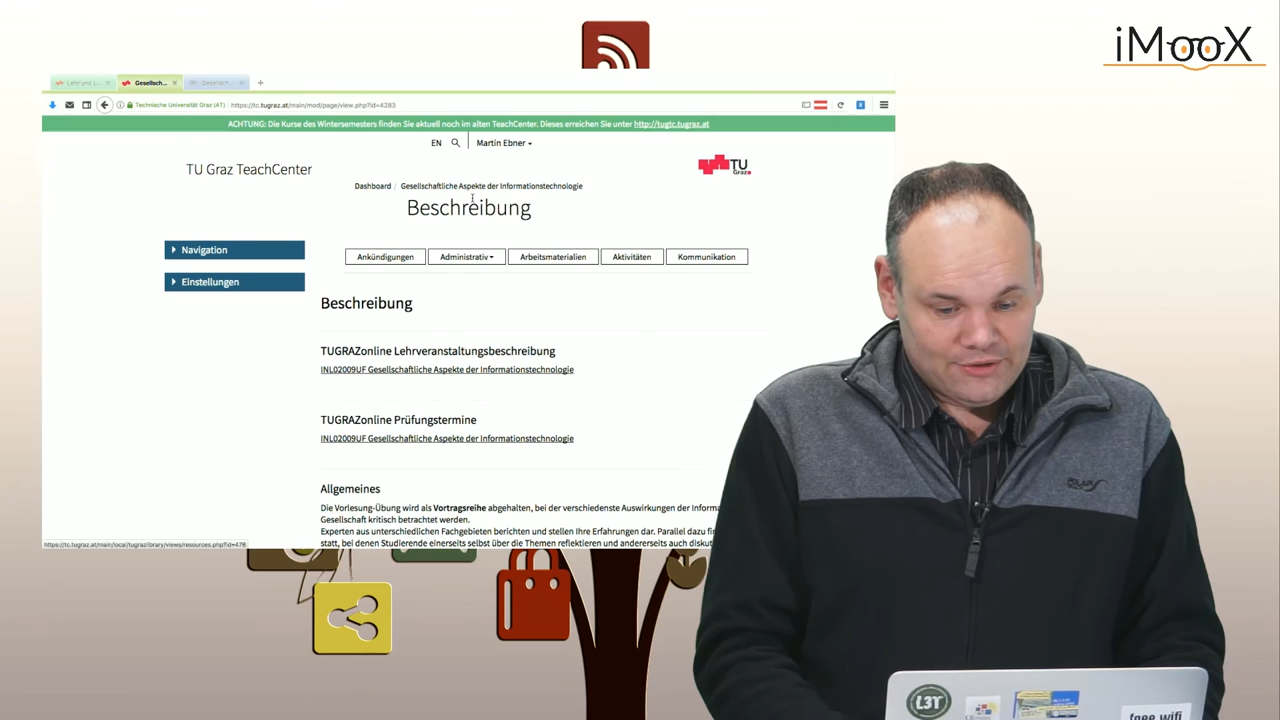 iMooX
Gesellsch...
Technische Universität Graz (AT)
https://tc.tugraz.at/main/mod/page/view.php?id=4283
ACHTUNG: Die Kurse des Wintersemesters finden Sie aktuell noch im alten TeachCenter. Dieses erreichen Sie unter http://tugtc.tugraz.at
EN
Martin Ebner
TU Graz TeachCenter
TU
Graz
Dashboard / Gesellschaftliche Aspekte der Informationstechnologie
Beschreibung
Navigation
Einstellungen
Ankündigungen
Administrativ
Arbeitsmaterialien
Aktivitäten
Kommunikation
Beschreibung
TUGRAZonline Lehrveranstaltungsbeschreibung
INL02009UF Gesellschaftliche Aspekte der Informationstechnologie
TUGRAZonline Prüfungstermine
INL02009UF Gesellschaftliche Aspekte der Informationstechnologie
Allgemeines
Die Vorlesung-Übung wird als Vortragsreihe abgehalten, bei der verschiedenste Auswirkungen der Informa
Gesellschaft kritisch betrachtet werden.
Experten aus unterschiedlichen Fachgebieten berichten und stellen Ihre Erfahrungen dar. Parallel dazu fi
statt, bei denen Studierende einerseits selbst über die Themen reflektieren und andererseits auch diskut
https://tc.tugraz.at/main/local/tugrazlibrary/views/resources.php?id=476
L3T
free wifi